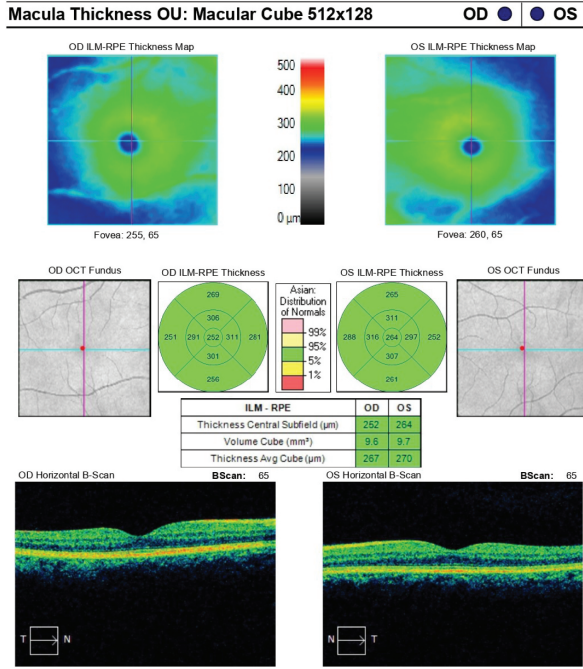 Macula Thickness OU: Macular Cube 512x128
OD OS
OD ILM-RPE Thickness Map
OS ILM-RPE Thickness Map
500
400
300
200
100
0 µm
Fovea: 255, 65
Fovea: 260, 65
OD OCT Fundus
OD ILM-RPE Thickness
OS ILM-RPE Thickness
OS OCT Fundus
269
306
251 291 252 311 281
301
256
Asian:
Distribution
of Normals
99%
95%
5%
1%
265
311
288 316 264 297 252
307
261
ILM - RPE OD OS
Thickness Central Subfield (µm) 252 264
Volume Cube (mm³) 9.6 9.7
Thickness Avg Cube (µm) 267 270
OD Horizontal B-Scan BScan: 65
OS Horizontal B-Scan BScan: 65
T N
N T